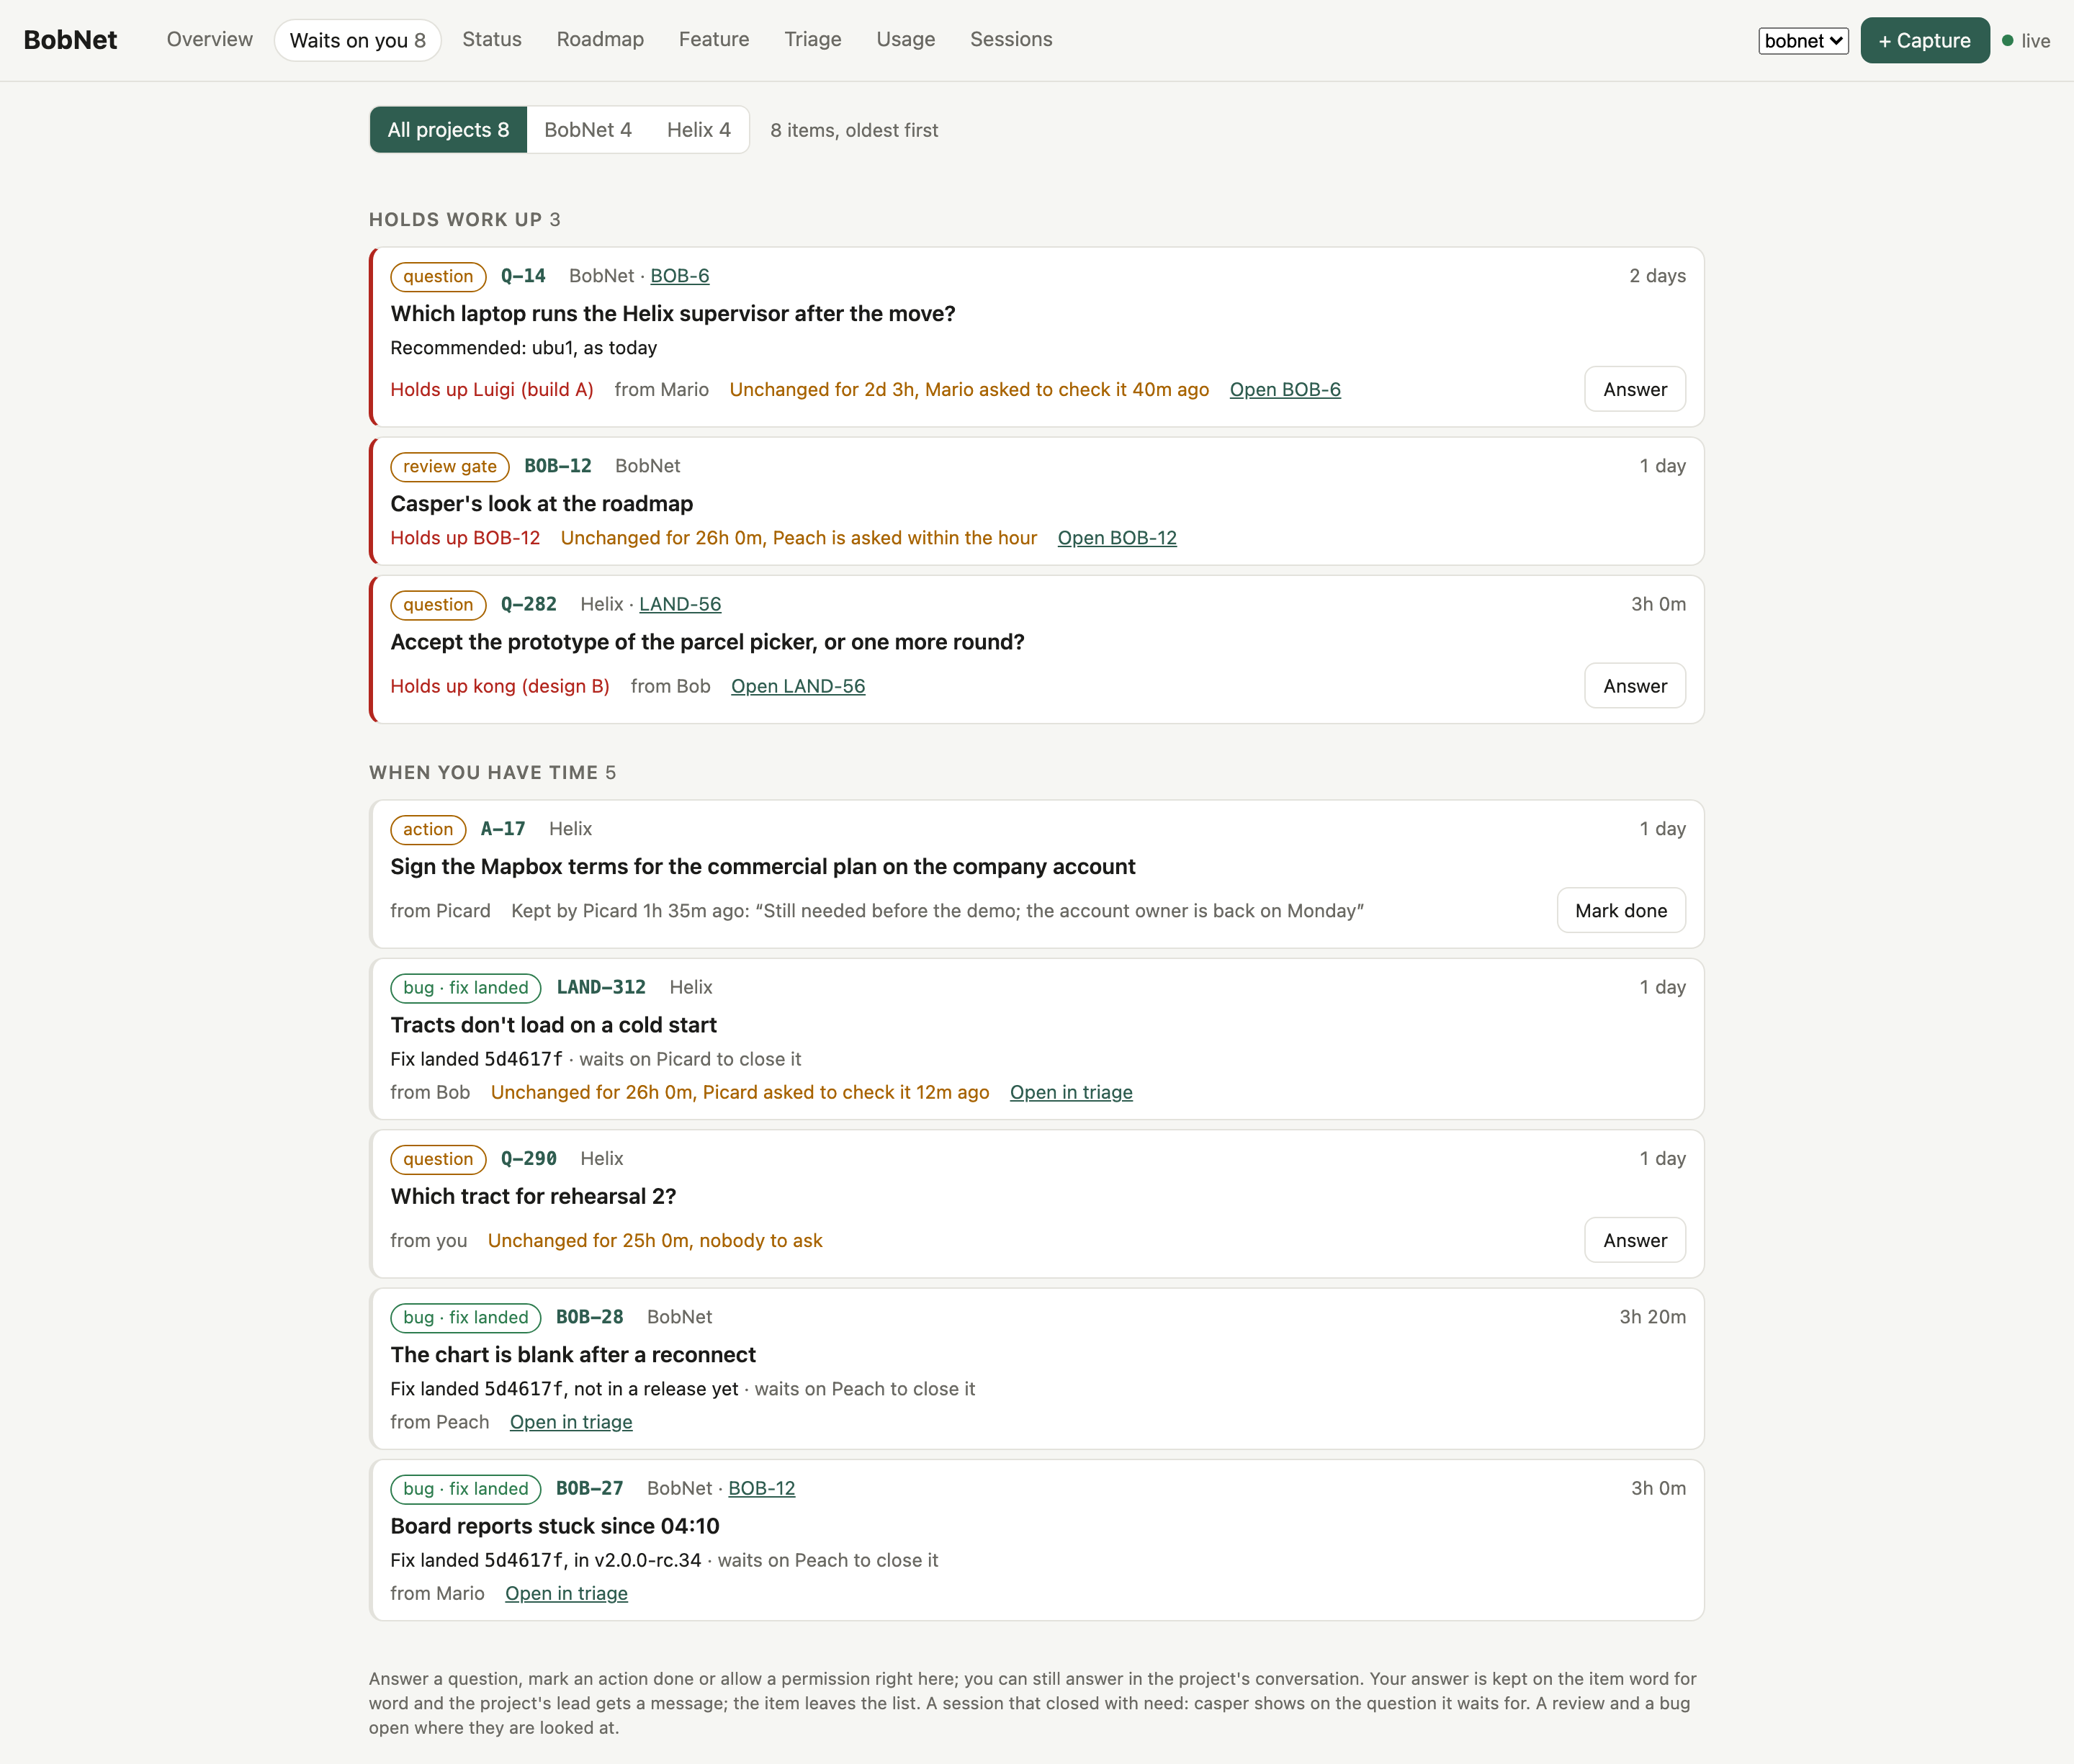 BobNet Overview Waits on you 8 Status Roadmap Feature Triage Usage Sessions bobnet + Capture live
All projects 8 BobNet 4 Helix 4 8 items, oldest first
HOLDS WORK UP 3
question Q-14 BobNet · BOB-6 2 days
Which laptop runs the Helix supervisor after the move?
Recommended: ubu1, as today
Holds up Luigi (build A) from Mario Unchanged for 2d 3h, Mario asked to check it 40m ago Open BOB-6 Answer
review gate BOB-12 BobNet 1 day
Casper's look at the roadmap
Holds up BOB-12 Unchanged for 26h 0m, Peach is asked within the hour Open BOB-12
question Q-282 Helix · LAND-56 3h 0m
Accept the prototype of the parcel picker, or one more round?
Holds up kong (design B) from Bob Open LAND-56 Answer
WHEN YOU HAVE TIME 5
action A-17 Helix 1 day
Sign the Mapbox terms for the commercial plan on the company account
from Picard Kept by Picard 1h 35m ago: “Still needed before the demo; the account owner is back on Monday” Mark done
bug · fix landed LAND-312 Helix 1 day
Tracts don't load on a cold start
Fix landed 5d4617f · waits on Picard to close it
from Bob Unchanged for 26h 0m, Picard asked to check it 12m ago Open in triage
question Q-290 Helix 1 day
Which tract for rehearsal 2?
from you Unchanged for 25h 0m, nobody to ask Answer
bug · fix landed BOB-28 BobNet 3h 20m
The chart is blank after a reconnect
Fix landed 5d4617f, not in a release yet · waits on Peach to close it
from Peach Open in triage
bug · fix landed BOB-27 BobNet · BOB-12 3h 0m
Board reports stuck since 04:10
Fix landed 5d4617f, in v2.0.0-rc.34 · waits on Peach to close it
from Mario Open in triage
Answer a question, mark an action done or allow a permission right here; you can still answer in the project's conversation. Your answer is kept on the item word for
word and the project's lead gets a message; the item leaves the list. A session that closed with need: casper shows on the question it waits for. A review and a bug
open where they are looked at.